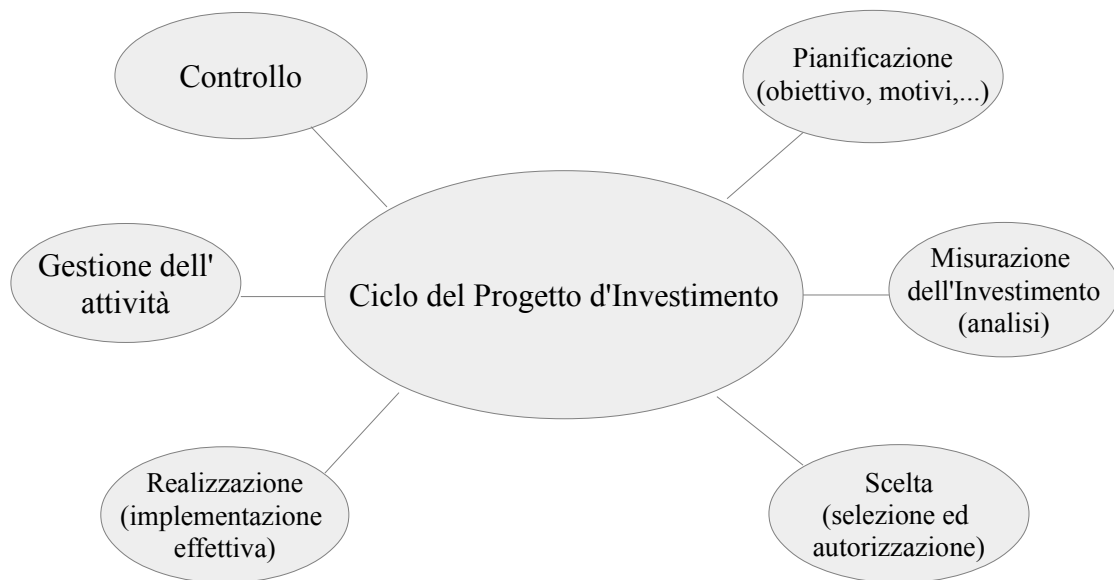 Controllo
Pianificazione
(obiettivo, motivi,...)
Gestione dell'
attività
Ciclo del Progetto d'Investimento
Misurazione
dell'Investimento
(analisi)
Realizzazione
(implementazione
effettiva)
Scelta
(selezione ed
autorizzazione)